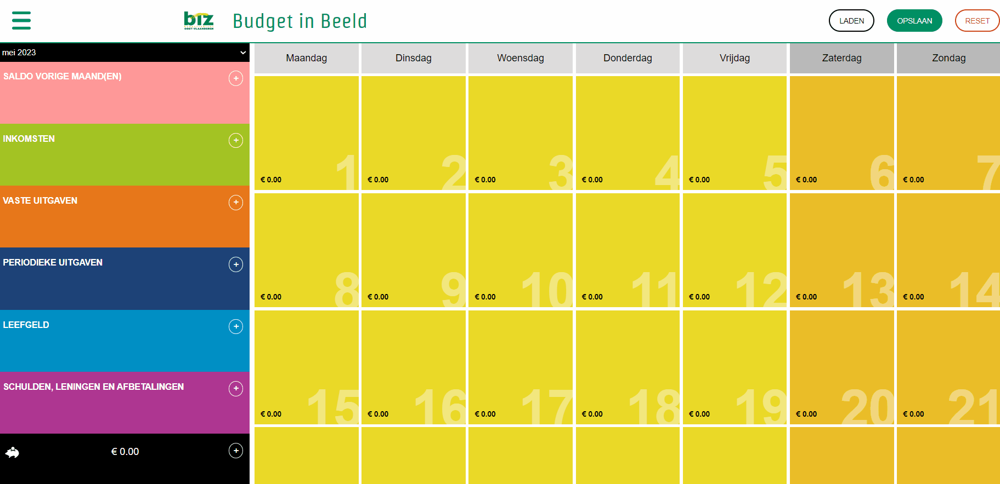 biz
OOST-VLAANDEREN
Budget in Beeld
LADEN
OPSLAAN
RESET
mei 2023
SALDO VORIGE MAAND(EN)
INKOMSTEN
VASTE UITGAVEN
PERIODIEKE UITGAVEN
LEEFGELD
SCHULDEN, LENINGEN EN AFBETALINGEN
€ 0.00
Maandag Dinsdag Woensdag Donderdag Vrijdag Zaterdag Zondag
€ 0.00 1 € 0.00 2 € 0.00 3 € 0.00 4 € 0.00 5 € 0.00 6 € 0.00 7
€ 0.00 8 € 0.00 9 € 0.00 10 € 0.00 11 € 0.00 12 € 0.00 13 € 0.00 14
€ 0.00 15 € 0.00 16 € 0.00 17 € 0.00 18 € 0.00 19 € 0.00 20 € 0.00 21